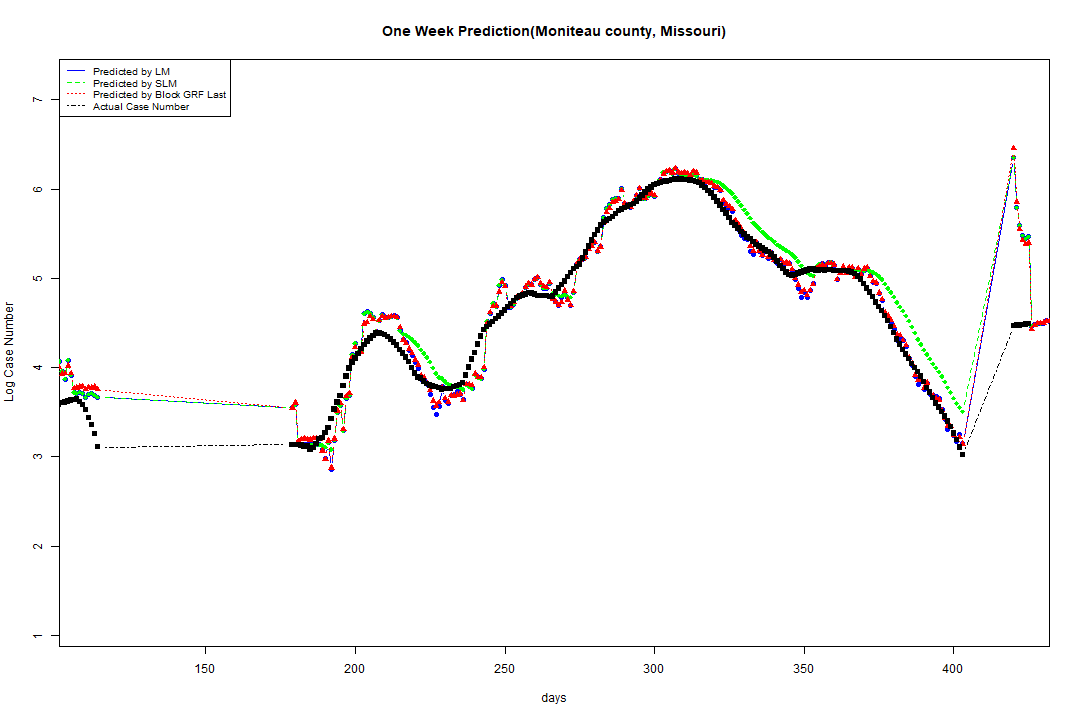 One Week Prediction(Moniteau county, Missouri)
Predicted by LM
Predicted by SLM
Predicted by Block GRF Last
Actual Case Number
7
6
5
4
3
2
1
Log Case Number
150 200 250 300 350 400
days